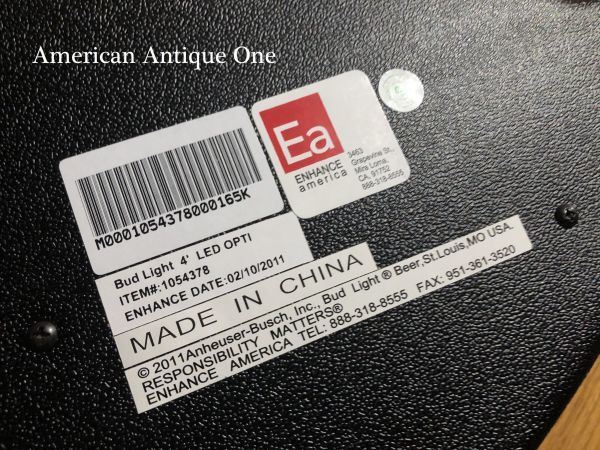 American Antique One
M0001054378000165K
Ea
ENHANCE
america
3463
Grapevine St.,
Mira Loma,
CA, 91752
888-318-8555
Bud Light 4' LED OPTI
ITEM#:1054378
ENHANCE DATE:02/10/2011
MADE IN CHINA
© 2011Anheuser-Busch, Inc., Bud Light ® Beer,St.Louis,MO USA.
RESPONSIBILITY MATTERS®
ENHANCE AMERICA TEL: 888-318-8555 FAX: 951-361-3520